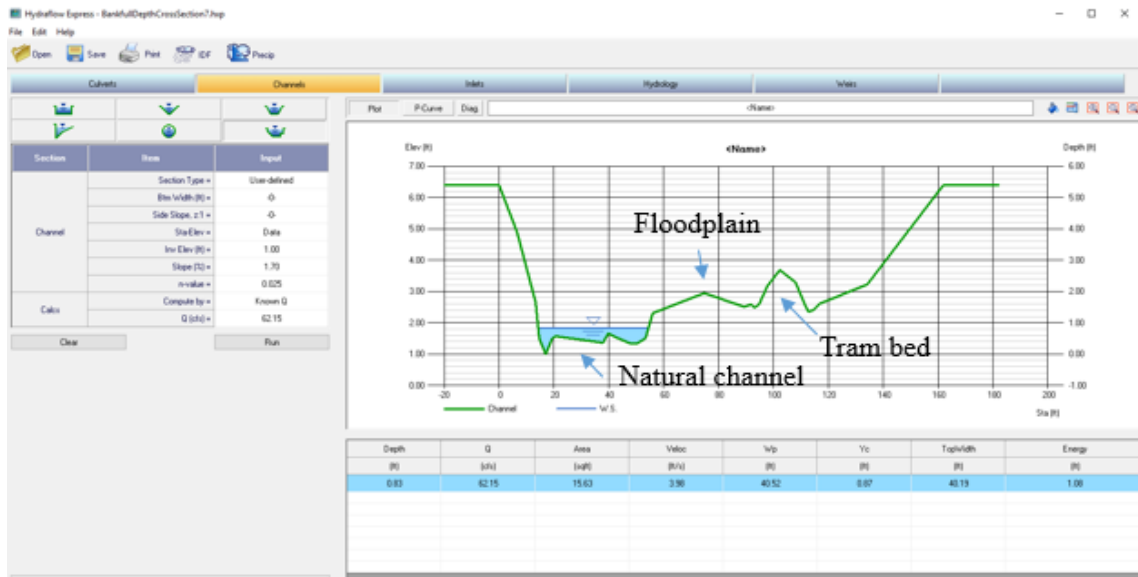 Hydraflow Express - BankfullDepthCrossSection7.hxp
File Edit Help
Open Save Print IDF Precip
Culverts Channels Inlets Hydrology Weirs
Plot P-Curve Diag <Name>
Section Item Input
Section Type = User-defined
Btm Width (ft) = -0-
Side Slope, z:1 = -0-
Channel Sta-Elev = Data
Inv Elev (ft) = 1.00
Slope (%) = 1.70
n-value = 0.025
Calcs Compute by = Known Q
Q (cfs) = 62.15
Clear Run
Elev (ft) <Name> Depth (ft)
7.00 6.00
6.00 5.00
5.00 4.00
4.00 3.00
3.00 2.00
2.00 1.00
1.00 0.00
0.00 -1.00
Floodplain
Tram bed
Natural channel
-20 0 20 40 60 80 100 120 140 160 180 200
Channel W.S. Sta (ft)
Depth Q Area Veloc Wp Yc TopWidth Energy
(ft) (cfs) (sqft) (ft/s) (ft) (ft) (ft) (ft)
0.83 62.15 15.63 3.98 40.52 0.87 40.19 1.08